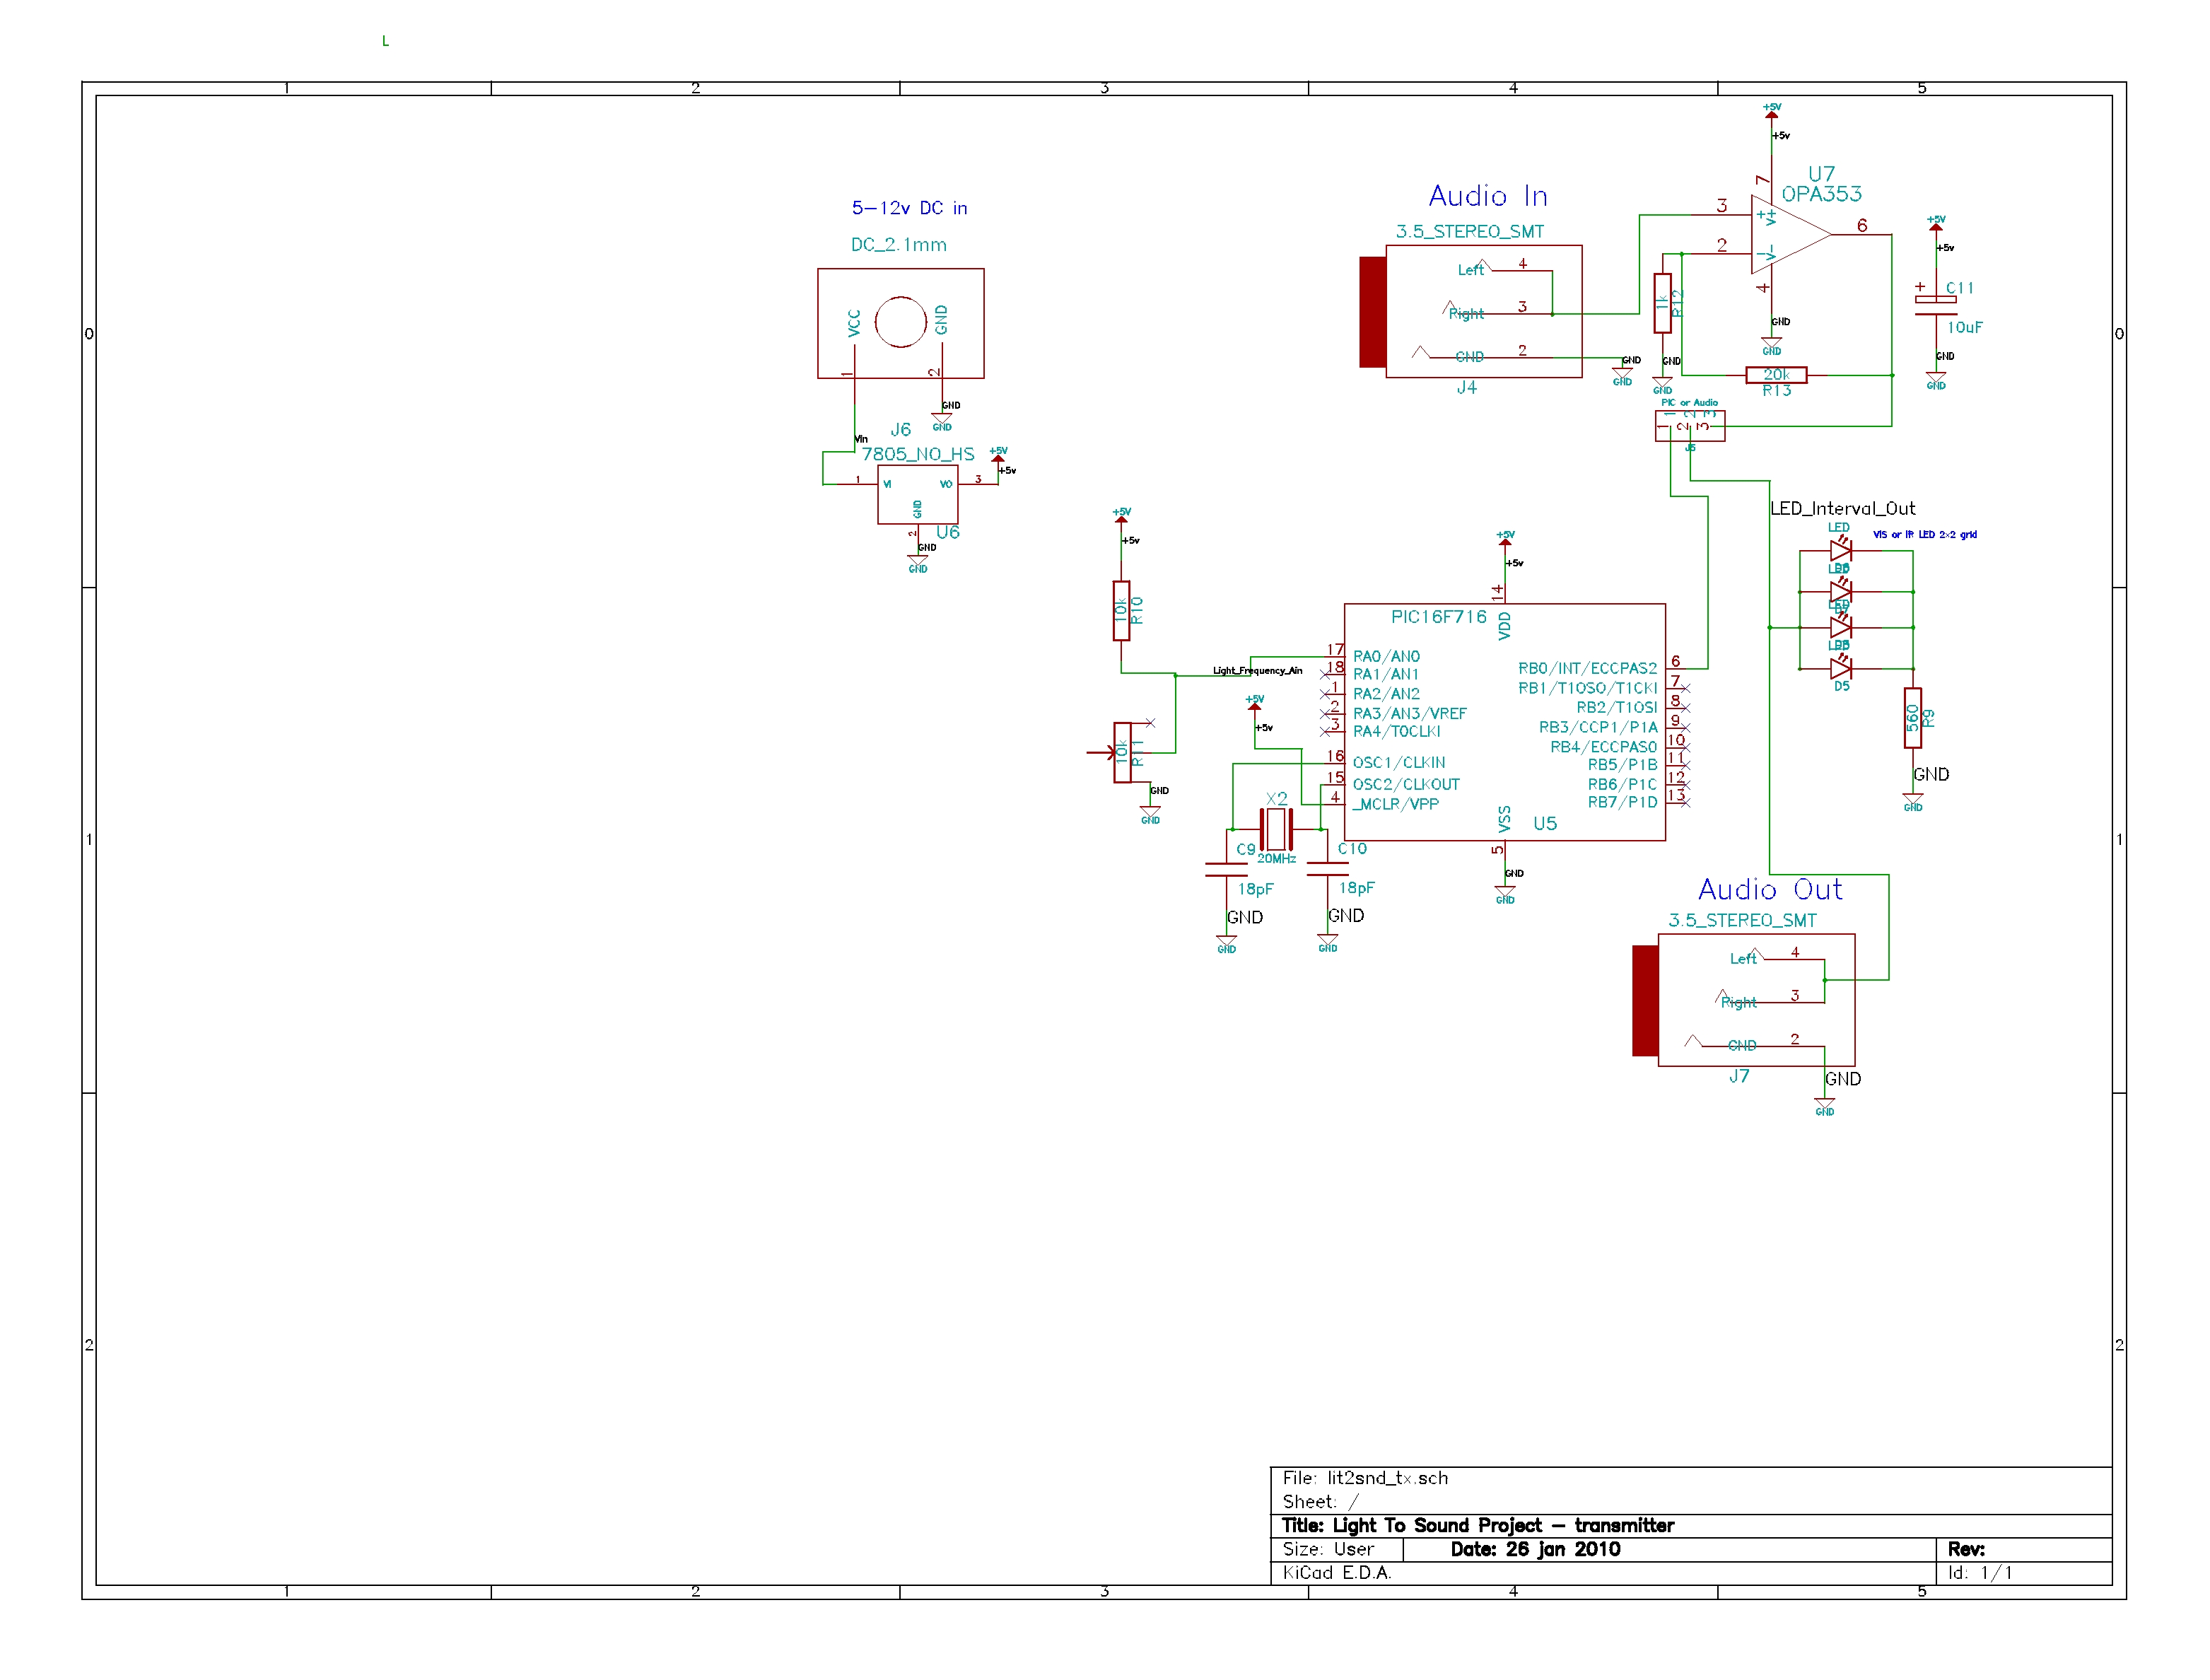 L
1 2 3 4 5
0 0
1 1
2 2
1 2 3 4 5
5-12v DC in
DC_2.1mm
VCC
GND
1
2
GND
GND
J6
Vin
7805_NO_HS
+5V
+5v
1 VI VO 3
GND
2
U6
GND
GND
Audio In
3.5_STEREO_SMT
Left 4
Right 3
GND 2
J4
GND
GND
+5V
+5v
7
U7
OPA353
3
2
6
+
V+
-
V-
4
GND
GND
1k
R12
GND
GND
20k
R13
+5V
+5v
+
C11
10uF
GND
GND
PIC or Audio
1 2 3
1 2 3
J5
LED_Interval_Out
VIS or IR LED 2x2 grid
LED
LED
LED
D5
560
R9
GND
GND
+5V
+5v
10k
R10
10k
R11
GND
GND
Light_Frequency_Ain
+5V
+5v
+5V
+5v
14
VDD
PIC16F716
17 RA0/AN0
18 RA1/AN1
1 RA2/AN2
2 RA3/AN3/VREF
3 RA4/T0CLKI
16 OSC1/CLKIN
15 OSC2/CLKOUT
4 _MCLR/VPP
RB0/INT/ECCPAS2 6
RB1/T1OSO/T1CKI 7
RB2/T1OSI 8
RB3/CCP1/P1A 9
RB4/ECCPAS0 10
RB5/P1B 11
RB6/P1C 12
RB7/P1D 13
VSS
U5
5
GND
GND
X2
20MHz
C9
18pF
GND
GND
C10
18pF
GND
GND
Audio Out
3.5_STEREO_SMT
Left 4
Right 3
GND 2
J7
GND
GND
File: lit2snd_tx.sch
Sheet: /
Title: Light To Sound Project - transmitter
Size: User Date: 26 jan 2010 Rev:
KiCad E.D.A. Id: 1/1